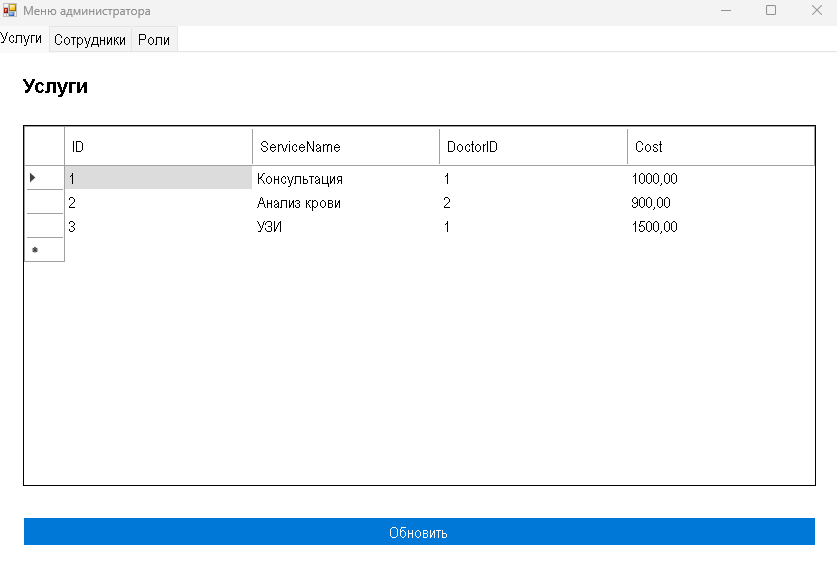 Меню администратора
Услуги Сотрудники Роли
Услуги
ID ServiceName DoctorID Cost
1 Консультация 1 1000,00
2 Анализ крови 2 900,00
3 УЗИ 1 1500,00
Обновить